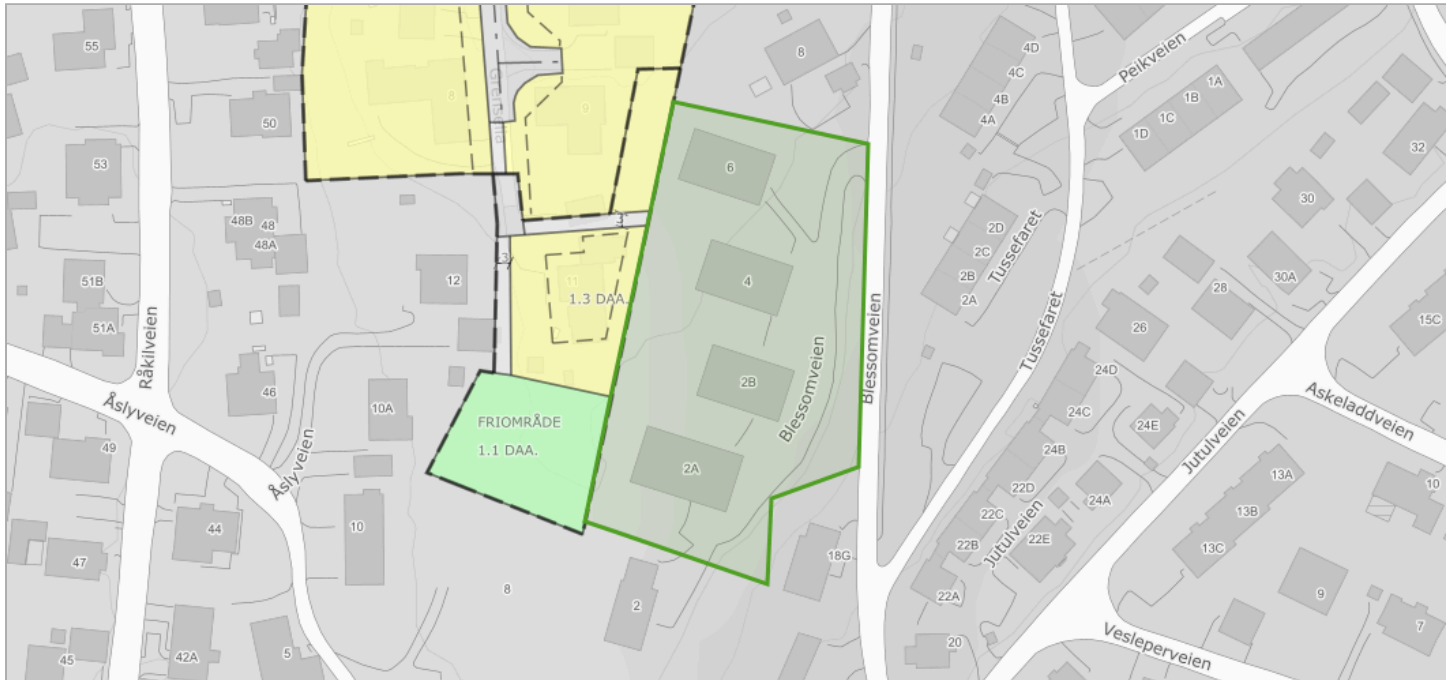 55
50
53
Råkilveien
48B
48
48A
51B
51A
12
46
10A
Åslyveien
49
Åslyveien
44
10
47
45
42A
5
8
9
11
1.3 DAA.
3
3
FRIOMRÅDE
1.1 DAA.
8
2
6
4
2B
2A
Blessomveien
18G
8
Blessomveien
4D
4C
4B
4A
Peikveien
1A
1B
1C
1D
32
30
2D
2C
2B
2A
Tussefaret
Tussefaret
30A
28
26
15C
24D
24C
24E
24B
22D
24A
22C
22B
22E
Jutulveien
22A
20
Jutulveien
Askeladdveien
13A
13B
13C
10
9
7
Vesleperveien